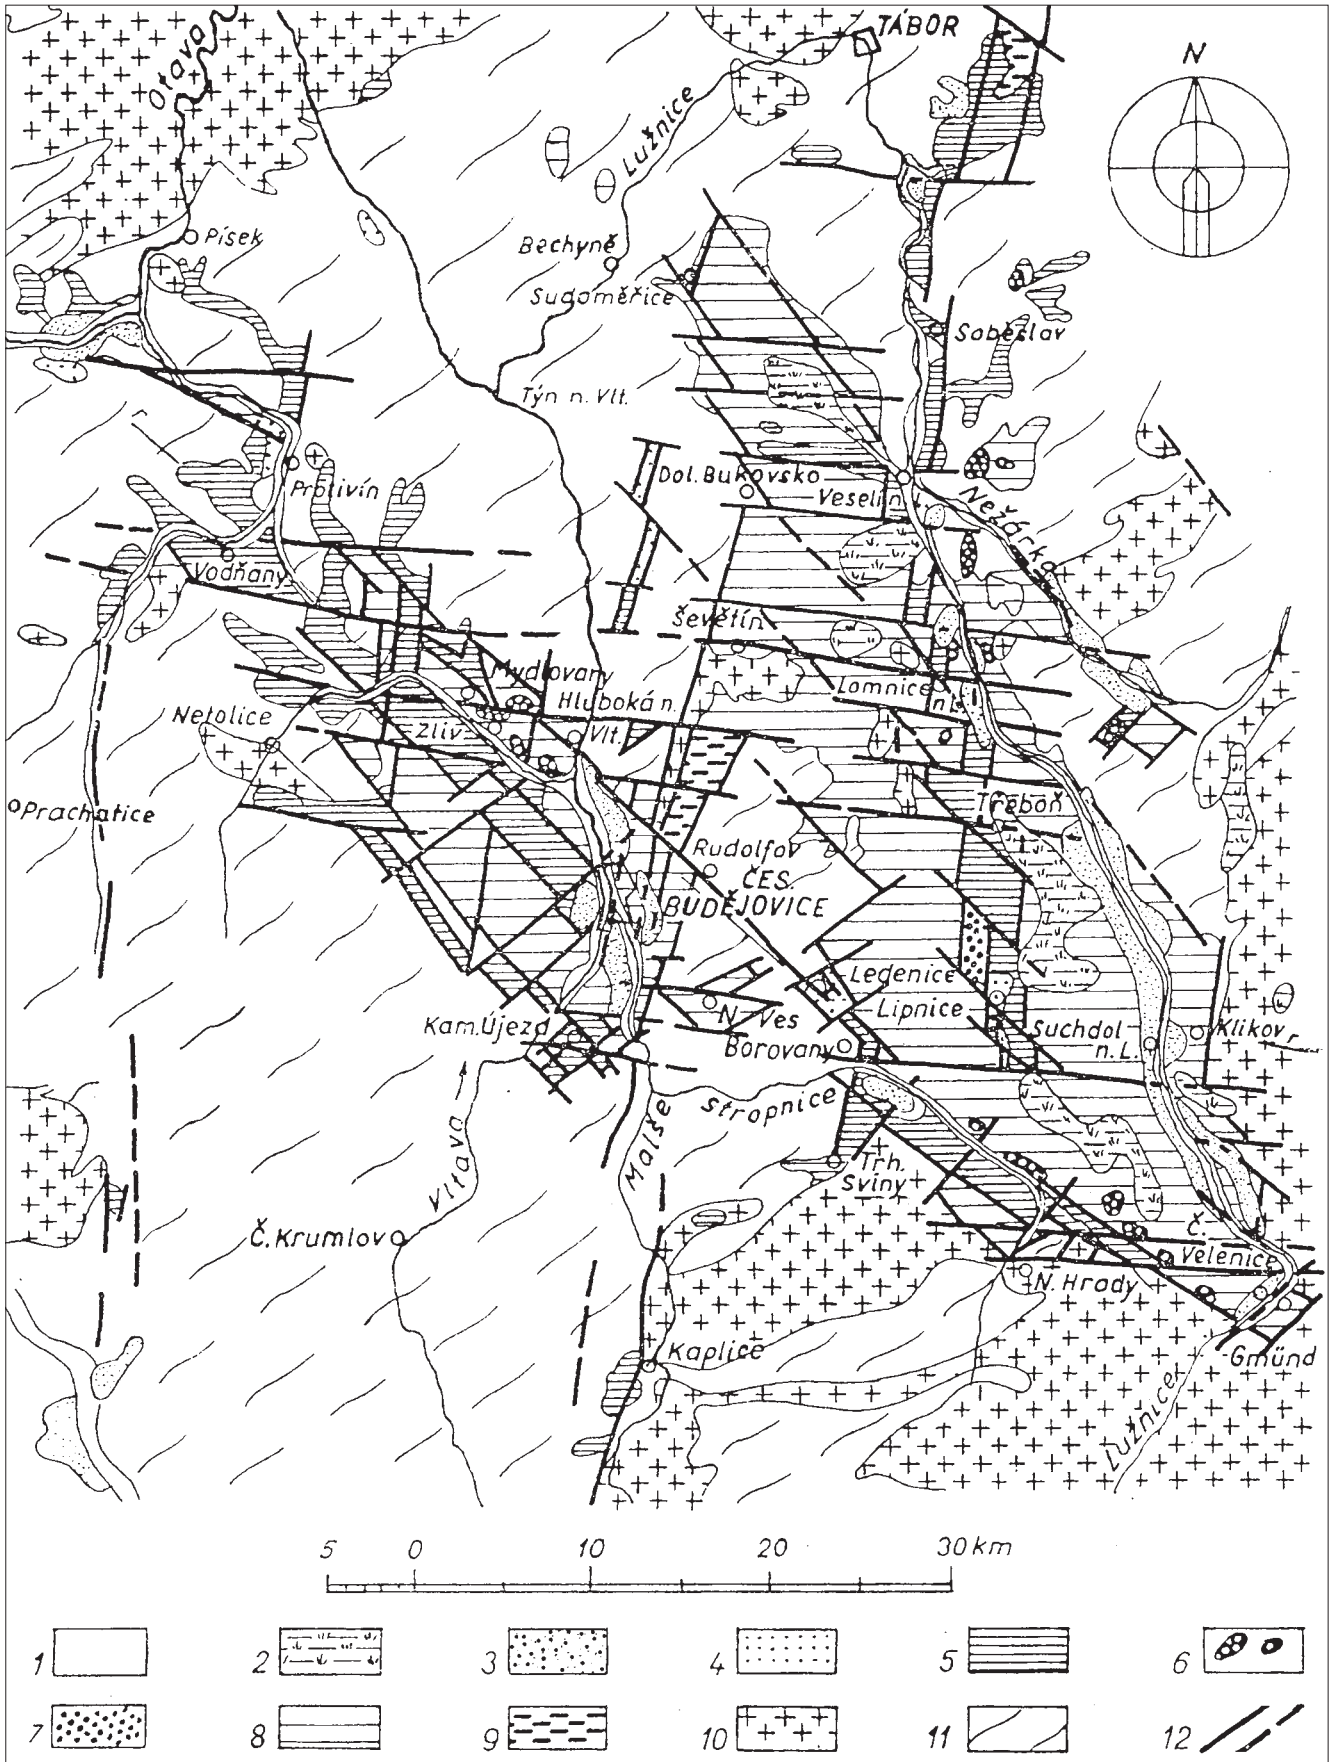 TÁBOR
N
Otava
Lužnice
Písek
Bechyně
Sudoměřice
Soběslav
Týn n. Vlt.
Protivín
Dol. Bukovsko
Veselí n.
Nežárka
Vodňany
Ševětín
Mydlovary
Lomnice
n. L.
Hluboká n.
Vlt.
Netolice
Zliv
Prachatice
Třeboň
Rudolfov
ČES.
BUDĚJOVICE
Ledenice
Lipnice
N. Ves
Kam. Újezd
Borovany
Suchdol
n. L.
Klikov
Stropnice
Malše
Vltava
Trh.
Sviny
Č. Krumlov
Č.
Velenice
N. Hrady
Kaplice
Gmünd
Lužnice
5 0 10 20 30 km
1 2 3 4 5 6
7 8 9 10 11 12